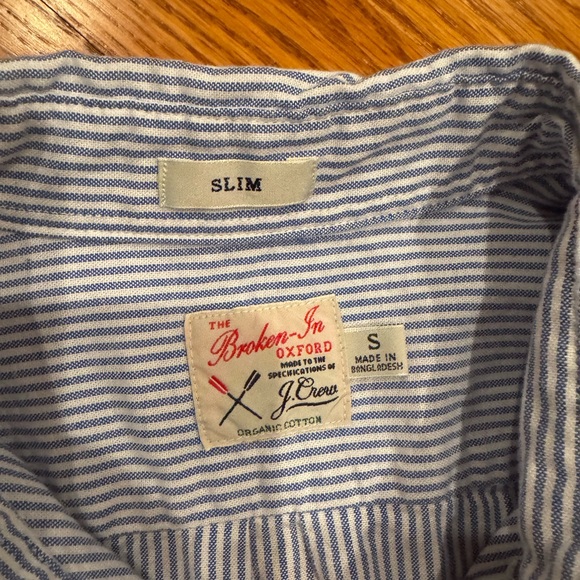 SLIM
THE
Broken-In
OXFORD
MADE TO THE
SPECIFICATIONS OF
J.Crew
ORGANIC COTTON
S
MADE IN
BANGLADESH